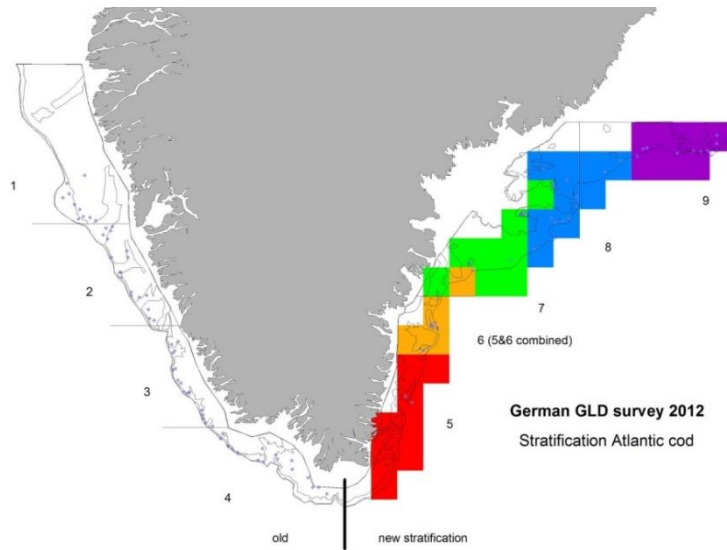 1
9
8
2
7
6 (5&6 combined)
3
German GLD survey 2012
5
Stratification Atlantic cod
4
old
new stratification